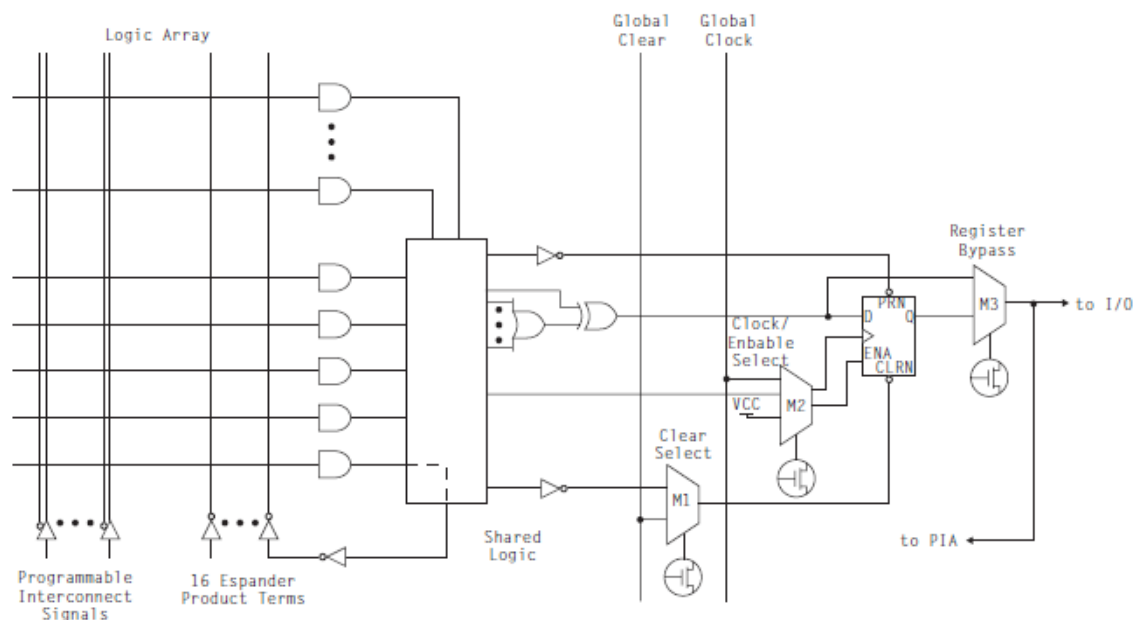 Logic Array
Global
Clear
Global
Clock
Register
Bypass
PRN
M3
to I/O
D
Q
Clock/
Enbable
Select
ENA
CLRN
VCC
M2
Clear
Select
M1
Shared
Logic
to PIA
Programmable
Interconnect
Signals
16 Espander
Product Terms